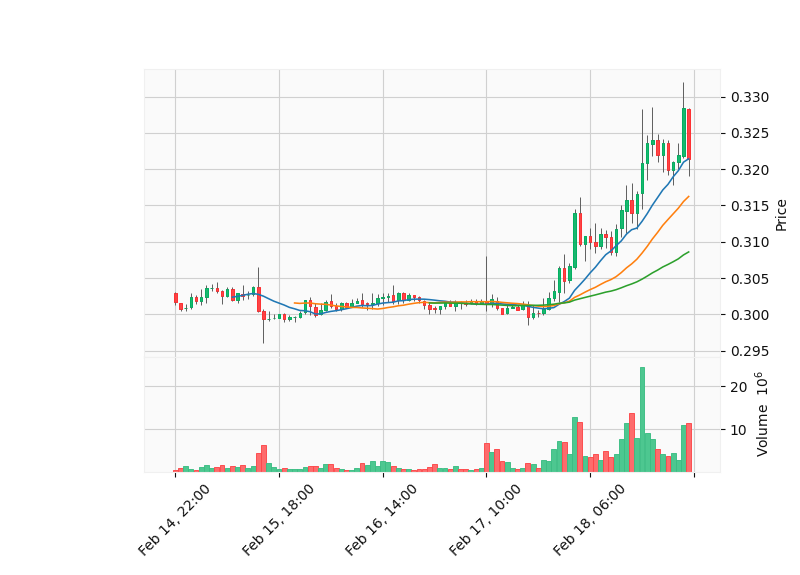 0.330
0.325
0.320
0.315
0.310
0.305
0.300
0.295
Price
20
10
Volume 10^6
Feb 14, 22:00
Feb 15, 18:00
Feb 16, 14:00
Feb 17, 10:00
Feb 18, 06:00